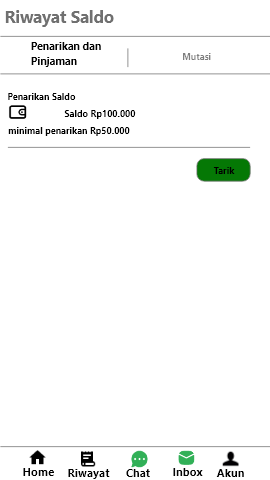 Riwayat Saldo
Penarikan dan
Pinjaman
Mutasi
Penarikan Saldo
Saldo Rp100.000
minimal penarikan Rp50.000
Tarik
Home
Riwayat
Chat
Inbox
Akun